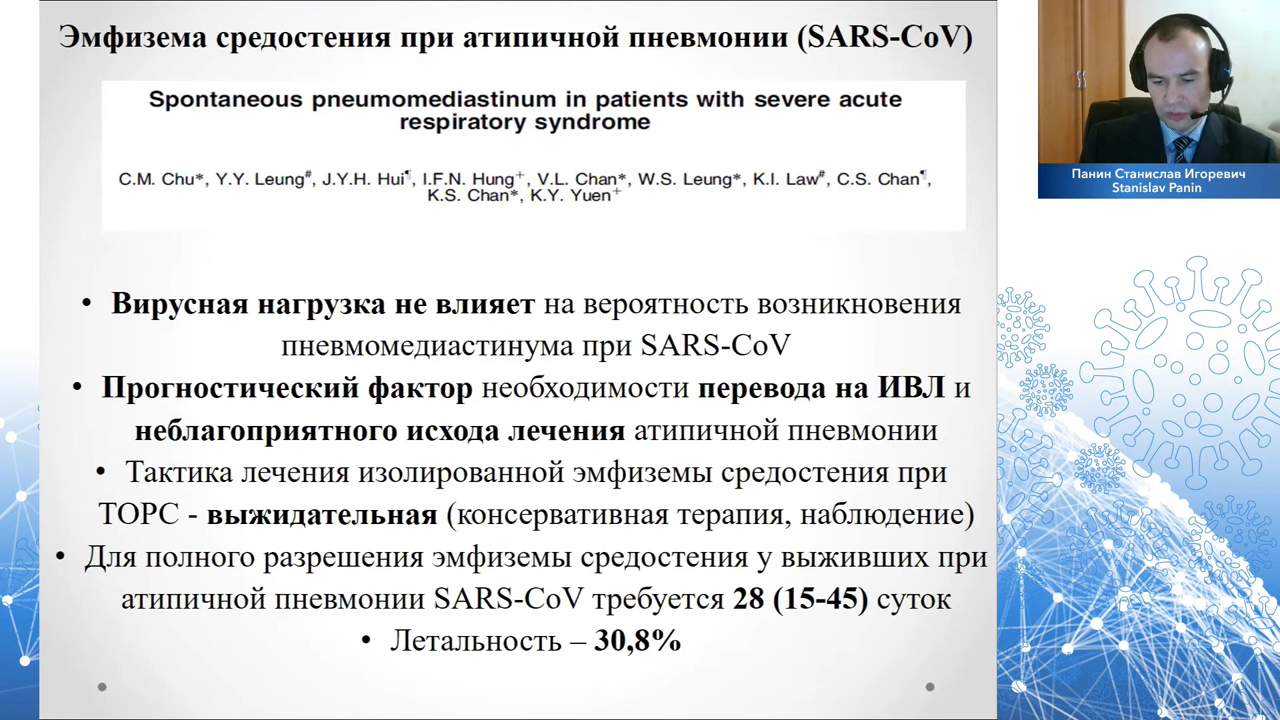 Эмфизема средостения при атипичной пневмонии (SARS-CoV)
Spontaneous pneumomediastinum in patients with severe acute
respiratory syndrome
C.M. Chu*, Y.Y. Leung#, J.Y.H. Hui¶, I.F.N. Hung+, V.L. Chan*, W.S. Leung*, K.I. Law#, C.S. Chan¶,
K.S. Chan*, K.Y. Yuen+
• Вирусная нагрузка не влияет на вероятность возникновения
пневмомедиастинума при SARS-CoV
• Прогностический фактор необходимости перевода на ИВЛ и
неблагоприятного исхода лечения атипичной пневмонии
• Тактика лечения изолированной эмфиземы средостения при
ТОРС - выжидательная (консервативная терапия, наблюдение)
• Для полного разрешения эмфиземы средостения у выживших при
атипичной пневмонии SARS-CoV требуется 28 (15-45) суток
• Летальность – 30,8%
Панин Станислав Игоревич
Stanislav Panin